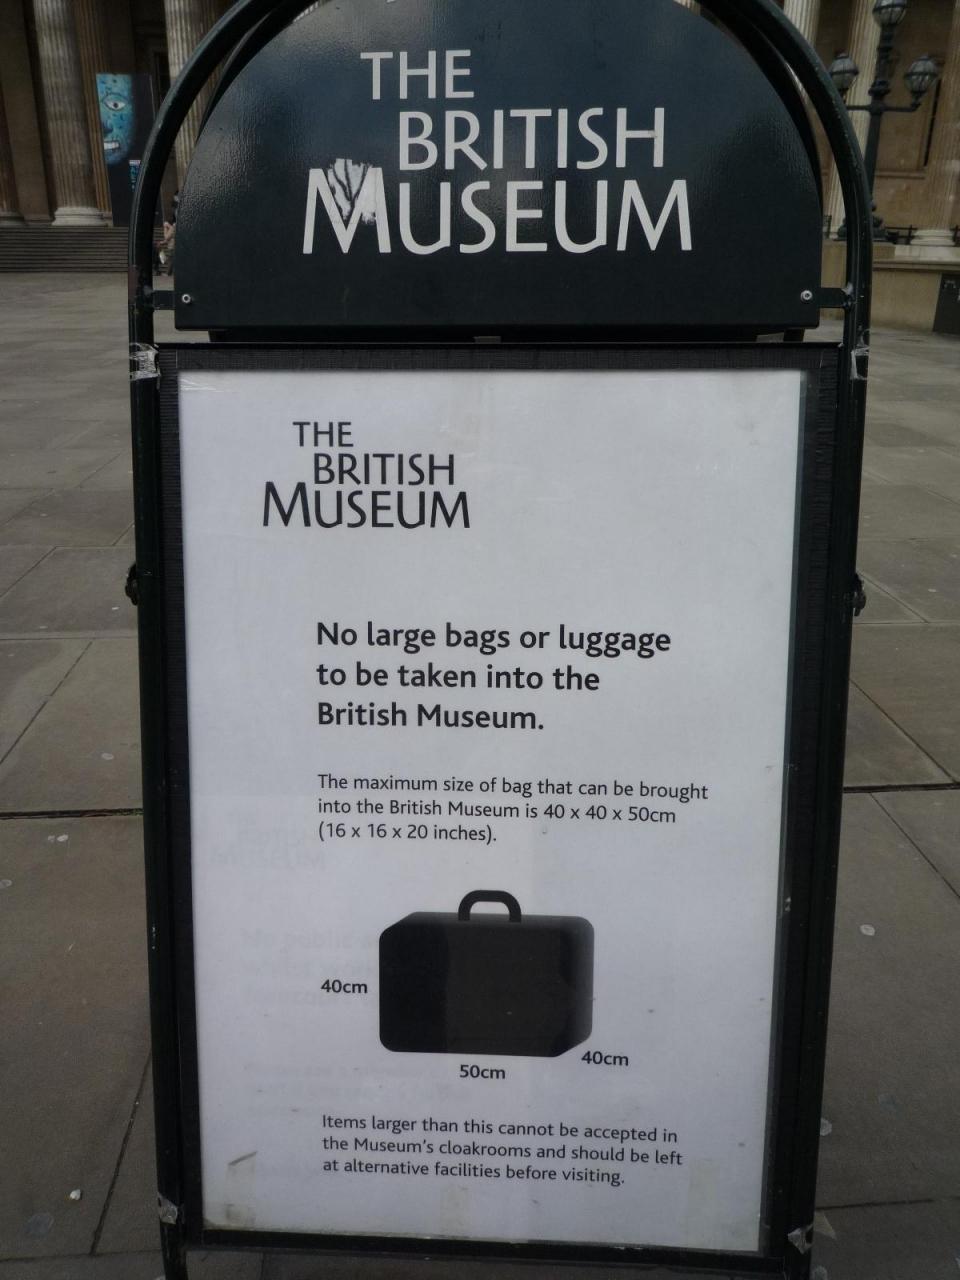 THE
BRITISH
MUSEUM
THE
BRITISH
MUSEUM
No large bags or luggage
to be taken into the
British Museum.
The maximum size of bag that can be brought
into the British Museum is 40 x 40 x 50cm
(16 x 16 x 20 inches).
40cm
40cm
50cm
Items larger than this cannot be accepted in
the Museum's cloakrooms and should be left
at alternative facilities before visiting.